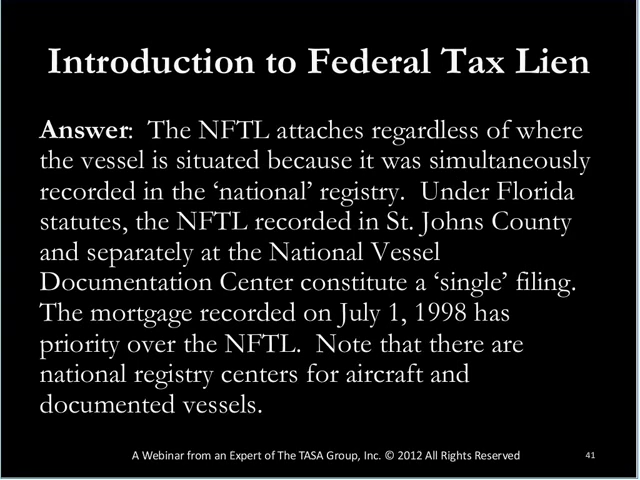 Introduction to Federal Tax Lien
Answer:  The NFTL attaches regardless of where
the vessel is situated because it was simultaneously
recorded in the ‘national’ registry.  Under Florida
statutes, the NFTL recorded in St. Johns County
and separately at the National Vessel
Documentation Center constitute a ‘single’ filing.
The mortgage recorded on July 1, 1998 has
priority over the NFTL.  Note that there are
national registry centers for aircraft and
documented vessels.
A Webinar from an Expert of The TASA Group, Inc. © 2012 All Rights Reserved
41